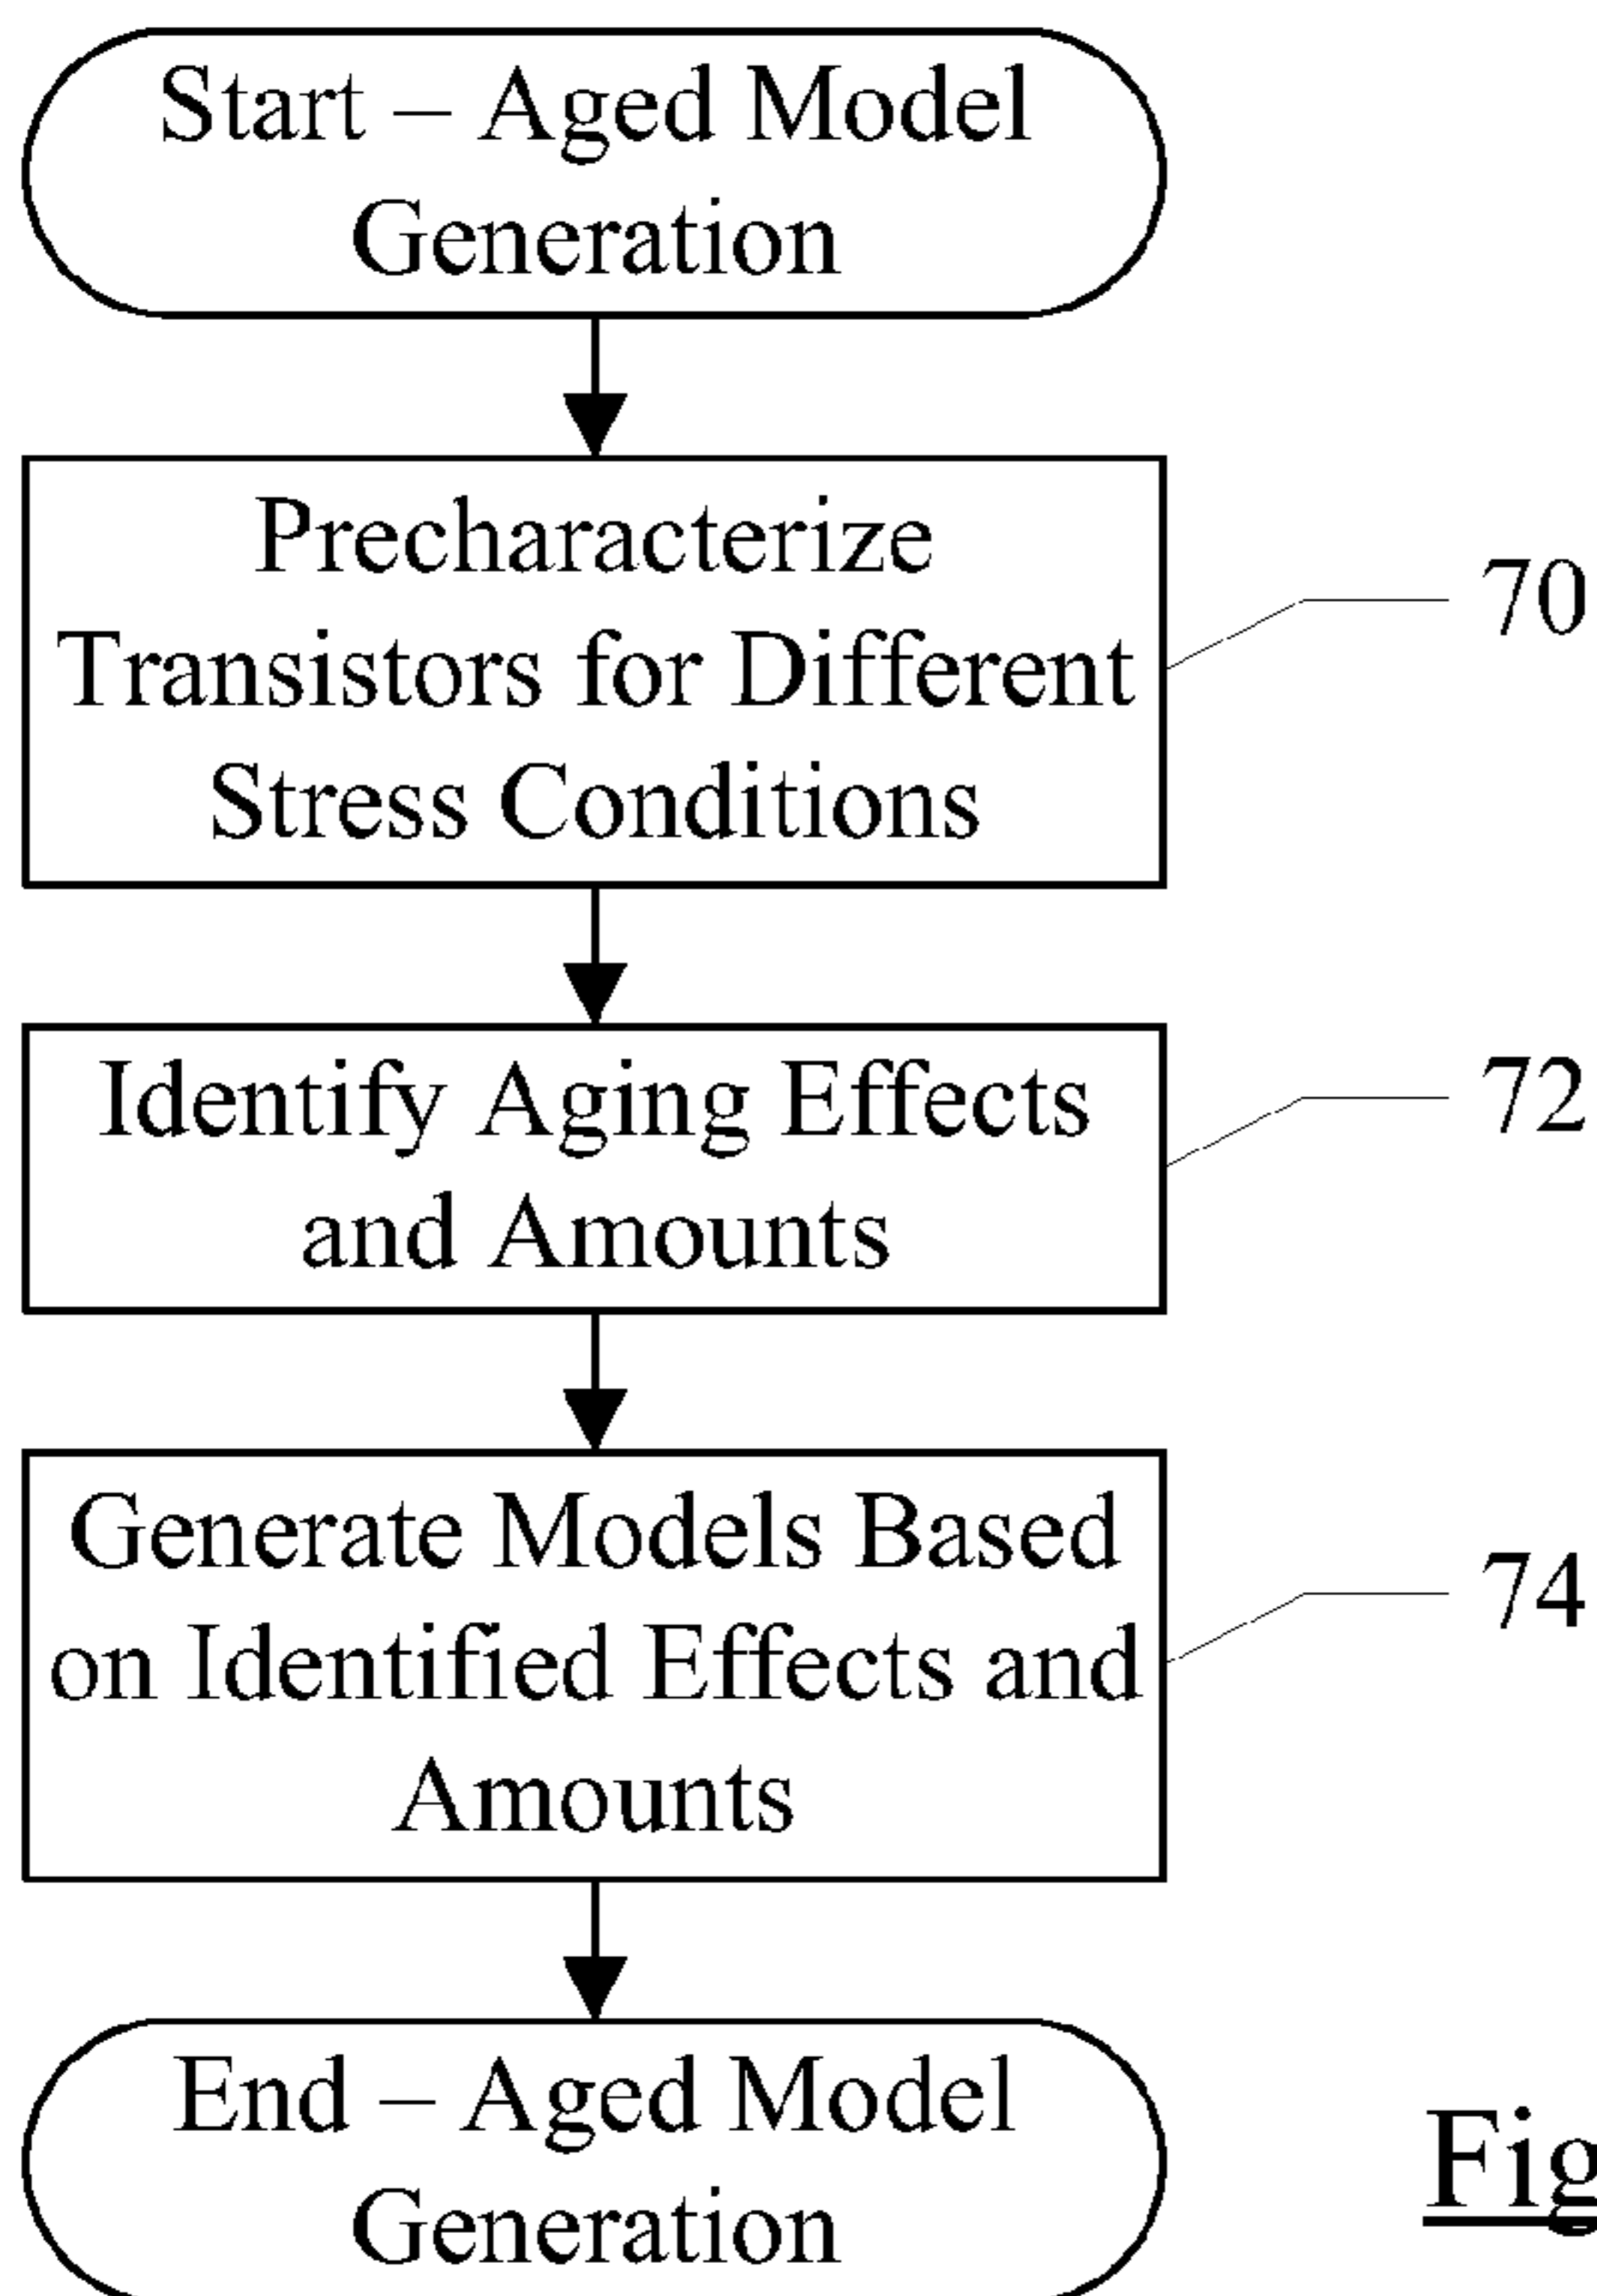 Start – Aged Model
Generation
Precharacterize
Transistors for Different
Stress Conditions
70
Identify Aging Effects
and Amounts
72
Generate Models Based
on Identified Effects and
Amounts
74
End – Aged Model
Generation
Fig